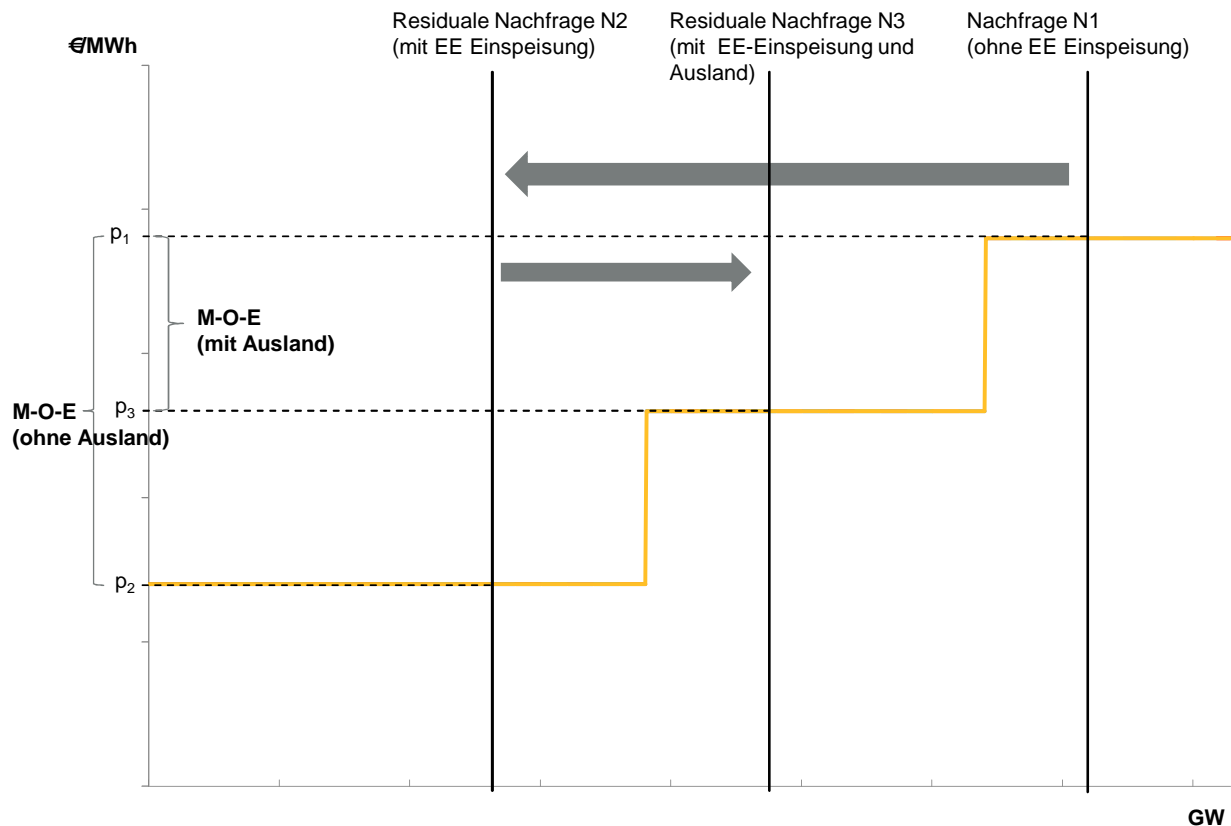 €/MWh
Residuale Nachfrage N2
(mit EE Einspeisung)
Residuale Nachfrage N3
(mit EE-Einspeisung und
Ausland)
Nachfrage N1
(ohne EE Einspeisung)
p1
M-O-E
(mit Ausland)
p3
M-O-E
(ohne Ausland)
p2
GW